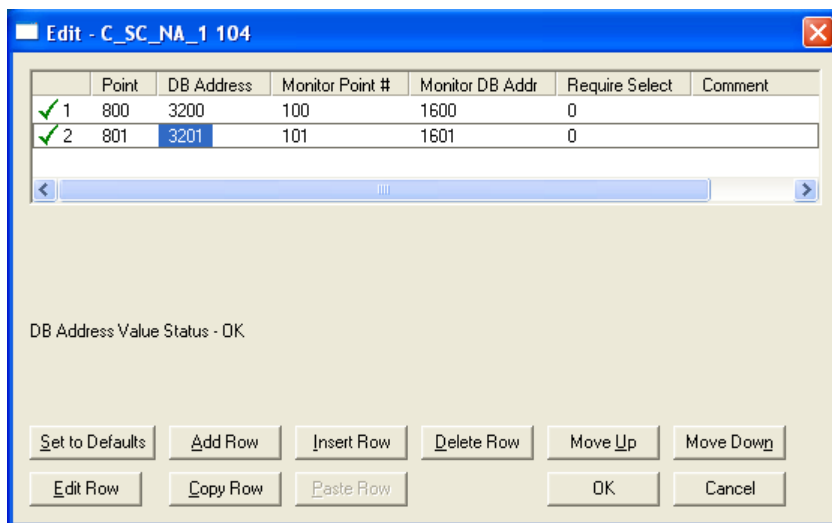 Edit - C_SC_NA_1 104
Point DB Address Monitor Point # Monitor DB Addr Require Select Comment
1 800 3200 100 1600 0
2 801 3201 101 1601 0
DB Address Value Status - OK
Set to Defaults Add Row Insert Row Delete Row Move Up Move Down
Edit Row Copy Row Paste Row OK Cancel